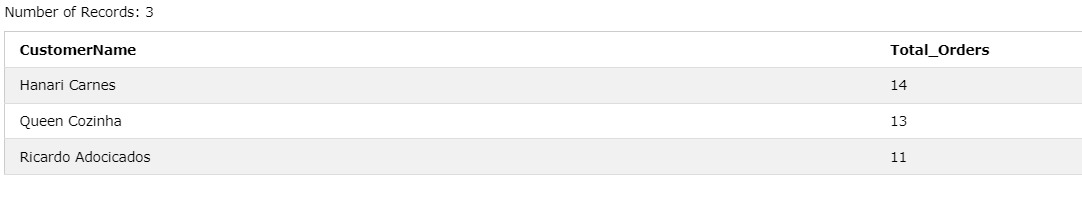 Number of Records: 3
CustomerName Total_Orders
Hanari Carnes 14
Queen Cozinha 13
Ricardo Adocicados 11